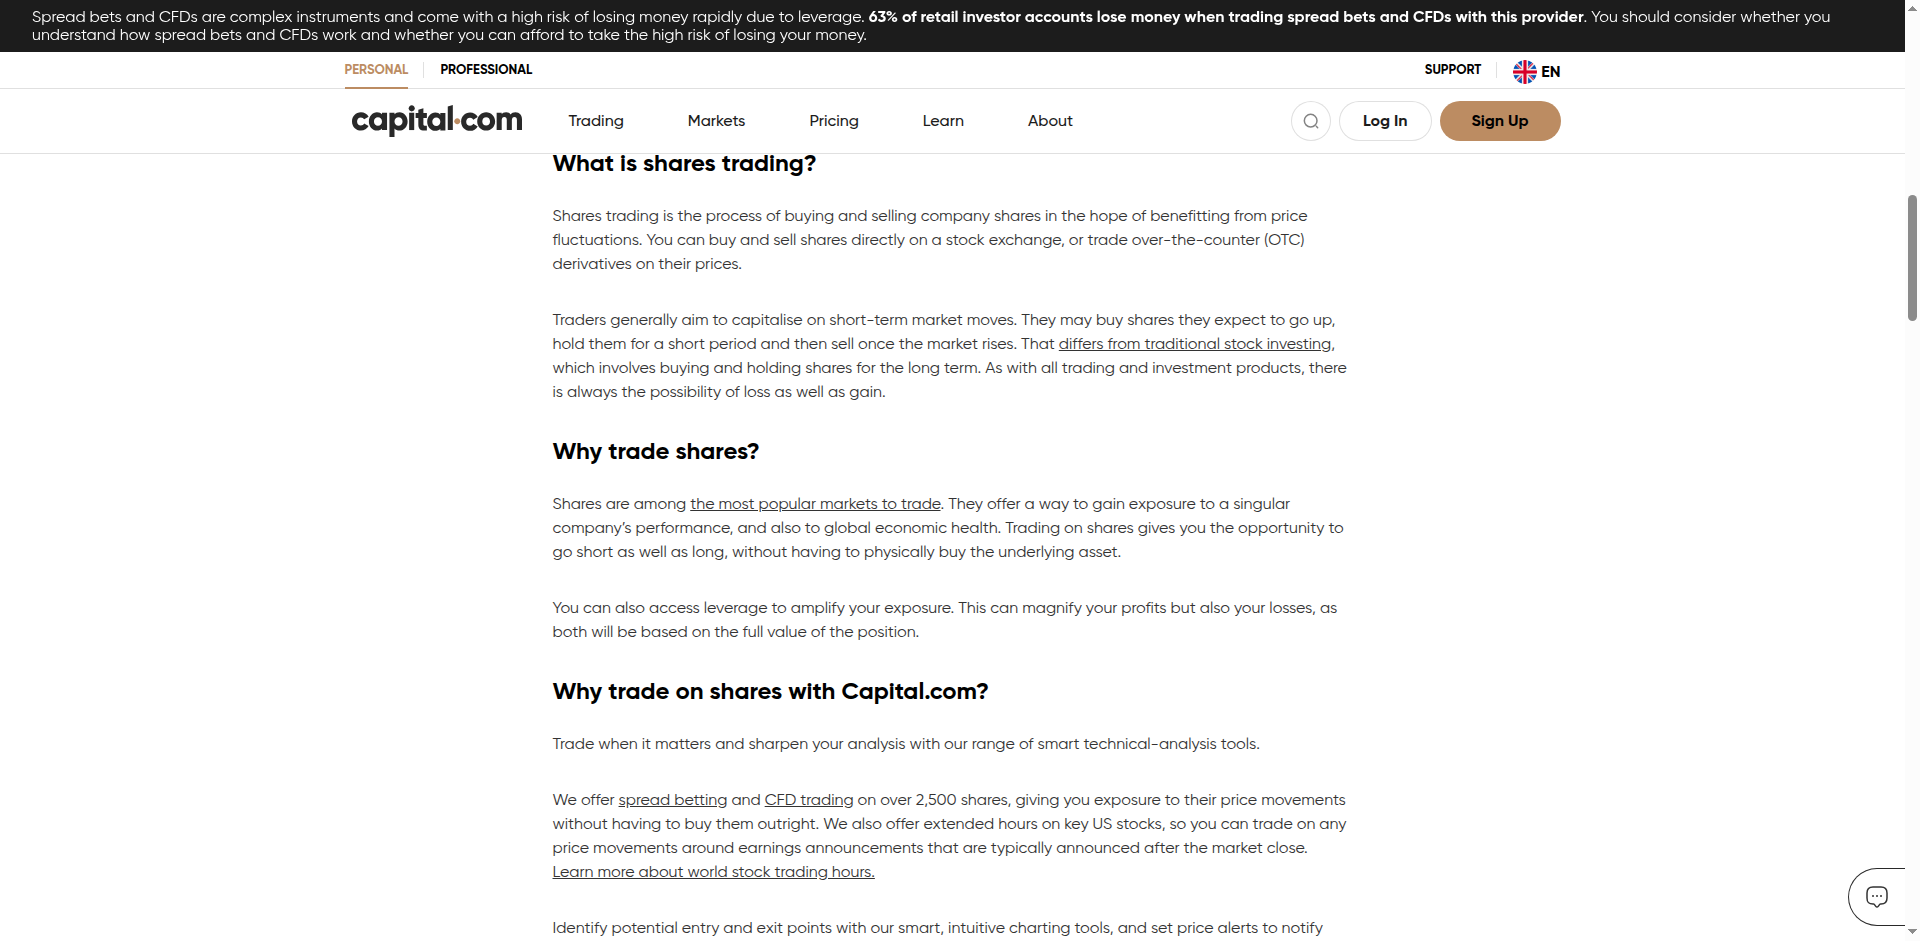 Spread bets and CFDs are complex instruments and come with a high risk of losing money rapidly due to leverage. 63% of retail investor accounts lose money when trading spread bets and CFDs with this provider. You should consider whether you
understand how spread bets and CFDs work and whether you can afford to take the high risk of losing your money.
PERSONAL PROFESSIONAL SUPPORT EN
capital.com Trading Markets Pricing Learn About Log In Sign Up
What is shares trading?
Shares trading is the process of buying and selling company shares in the hope of benefitting from price
fluctuations. You can buy and sell shares directly on a stock exchange, or trade over-the-counter (OTC)
derivatives on their prices.
Traders generally aim to capitalise on short-term market moves. They may buy shares they expect to go up,
hold them for a short period and then sell once the market rises. That differs from traditional stock investing,
which involves buying and holding shares for the long term. As with all trading and investment products, there
is always the possibility of loss as well as gain.
Why trade shares?
Shares are among the most popular markets to trade. They offer a way to gain exposure to a singular
company’s performance, and also to global economic health. Trading on shares gives you the opportunity to
go short as well as long, without having to physically buy the underlying asset.
You can also access leverage to amplify your exposure. This can magnify your profits but also your losses, as
both will be based on the full value of the position.
Why trade on shares with Capital.com?
Trade when it matters and sharpen your analysis with our range of smart technical-analysis tools.
We offer spread betting and CFD trading on over 2,500 shares, giving you exposure to their price movements
without having to buy them outright. We also offer extended hours on key US stocks, so you can trade on any
price movements around earnings announcements that are typically announced after the market close.
Learn more about world stock trading hours.
Identify potential entry and exit points with our smart, intuitive charting tools, and set price alerts to notify